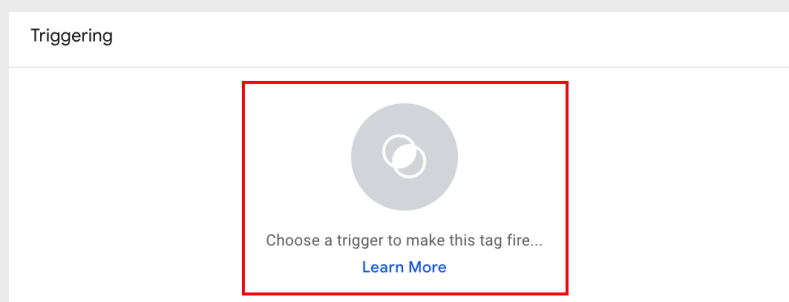 Triggering
Choose a trigger to make this tag fire...
Learn More